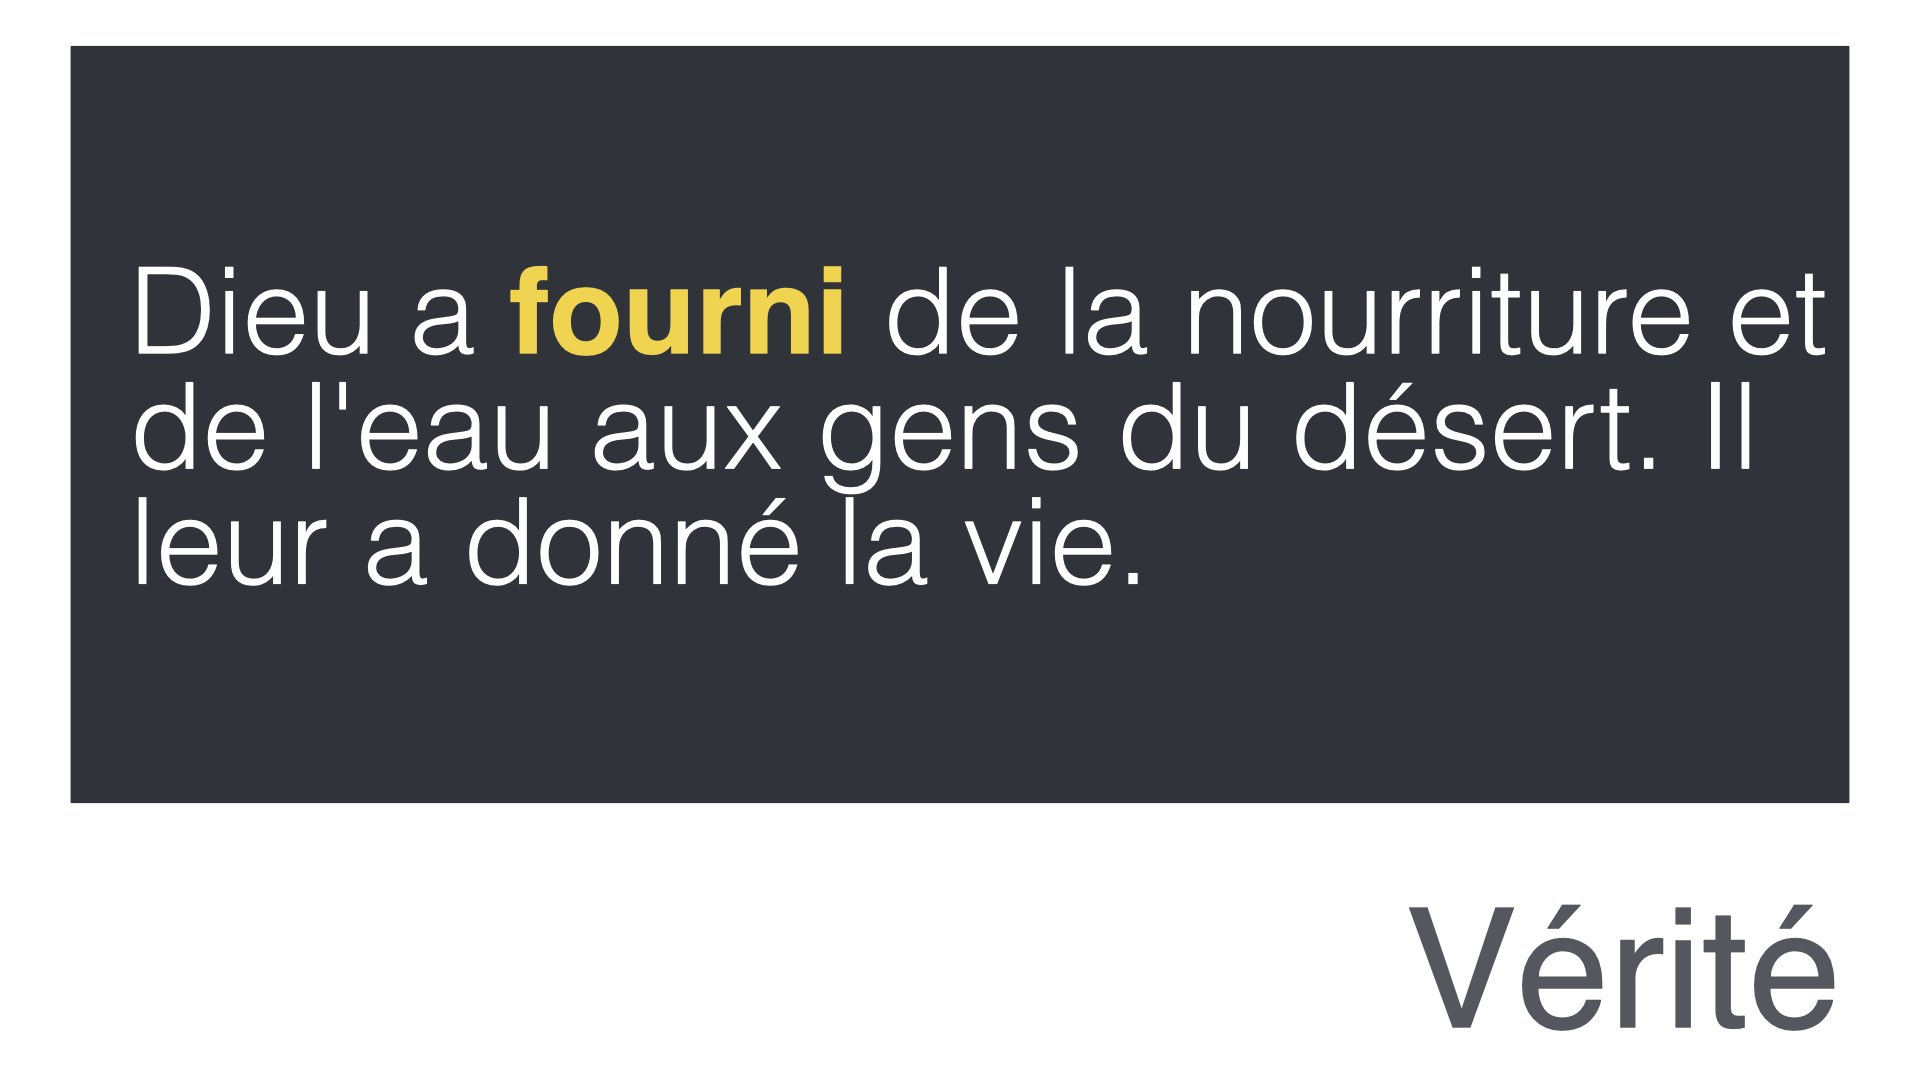 Dieu a fourni de la nourriture et
de l'eau aux gens du désert. Il
leur a donné la vie.
Vérité